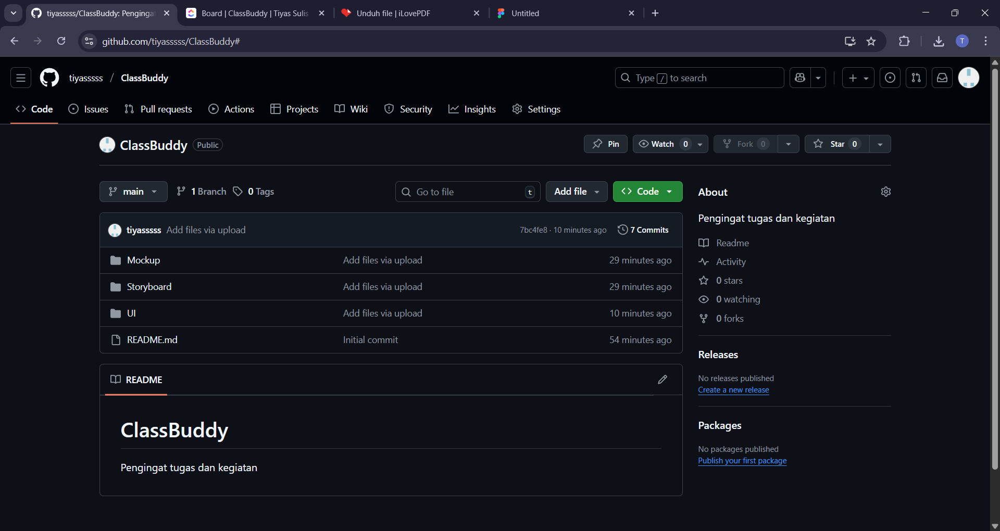 tiyasssss/ClassBuddy: Penginga
Board | ClassBuddy | Tiyas Sulis
Unduh file | iLovePDF
Untitled
github.com/tiyasssss/ClassBuddy#
T
tiyasssss / ClassBuddy
Type / to search
Code
Issues
Pull requests
Actions
Projects
Wiki
Security
Insights
Settings
ClassBuddy
Public
Pin
Watch 0
Fork 0
Star 0
main
1 Branch
0 Tags
Go to file
t
Add file
Code
tiyasssss Add files via upload
7bc4fe8 · 10 minutes ago
7 Commits
Mockup Add files via upload 29 minutes ago
Storyboard Add files via upload 29 minutes ago
UI Add files via upload 10 minutes ago
README.md Initial commit 54 minutes ago
README
ClassBuddy
Pengingat tugas dan kegiatan
About
Pengingat tugas dan kegiatan
Readme
Activity
0 stars
0 watching
0 forks
Releases
No releases published
Create a new release
Packages
No packages published
Publish your first package